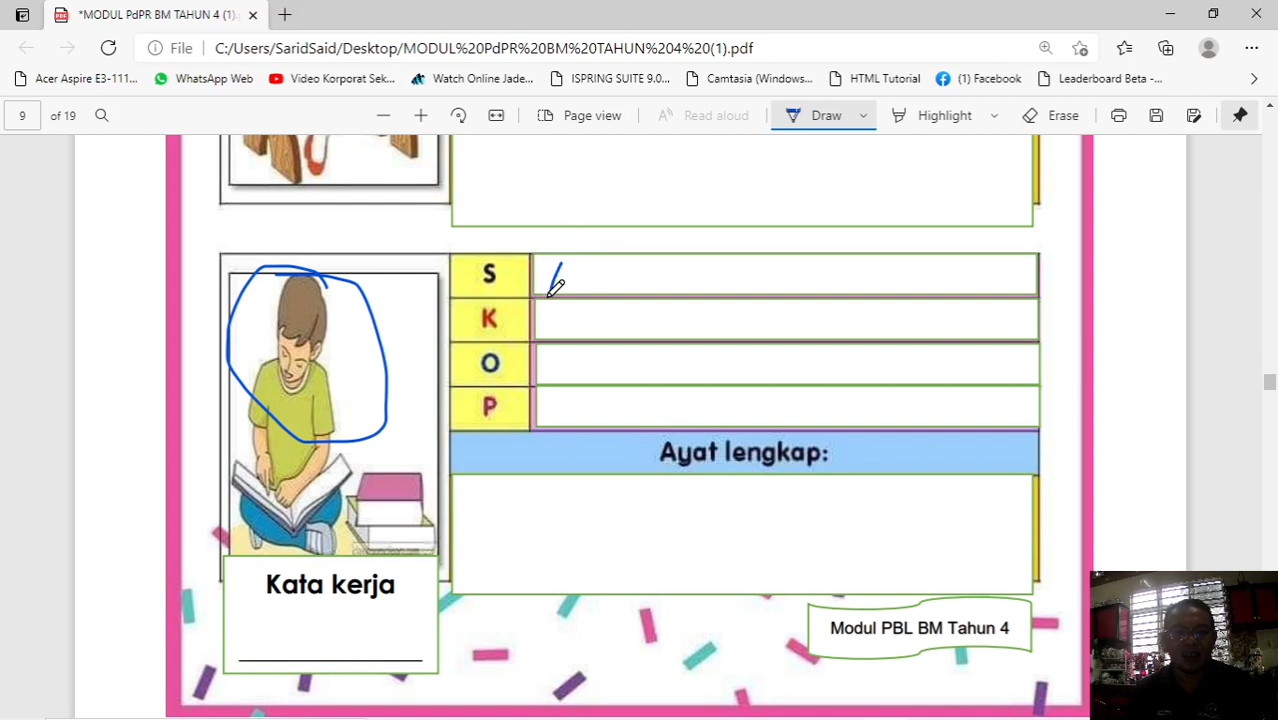 *MODUL PdPR BM TAHUN 4 (1).pdf
File C:/Users/SaridSaid/Desktop/MODUL%20PdPR%20BM%20TAHUN%204%20(1).pdf
Acer Aspire E3-111... WhatsApp Web Video Korporat Sek... Watch Online Jade... ISPRING SUITE 9.0... Camtasia (Windows... HTML Tutorial (1) Facebook Leaderboard Beta -...
9 of 19 Page view Read aloud Draw Highlight Erase
S
K
O
P
Ayat lengkap:
Kata kerja
Modul PBL BM Tahun 4